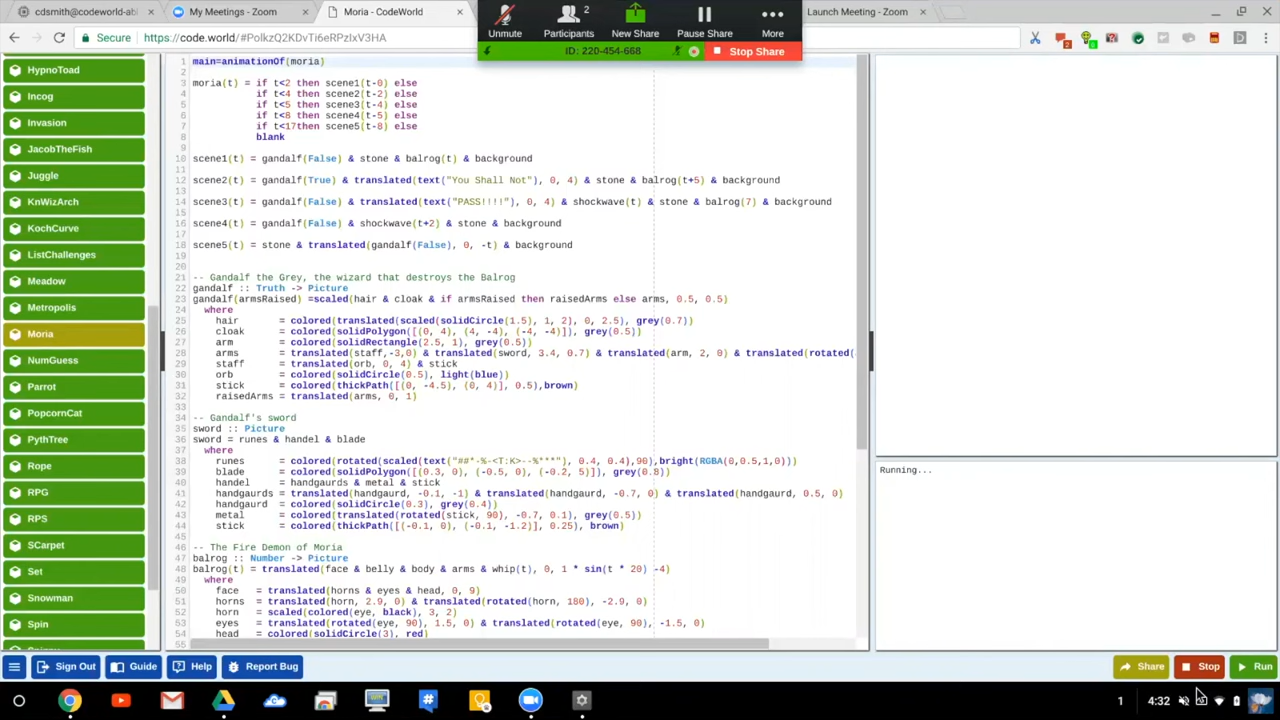 cdsmith@codeworld-abl
My Meetings - Zoom
Moria - CodeWorld
Launch Meeting - Zoom
Unmute
Participants
2
New Share
Pause Share
More
ID: 220-454-668
Stop Share
Secure
https://code.world/#PolkzQ2KDvTi6eRPzIxV3HA
HypnoToad
Incog
Invasion
JacobTheFish
Juggle
KnWizArch
KochCurve
ListChallenges
Meadow
Metropolis
Moria
NumGuess
Parrot
PopcornCat
PythTree
Rope
RPG
RPS
SCarpet
Set
Snowman
Spin
1 main=animationOf(moria)
2
3 moria(t) = if t<2 then scene1(t-0) else
4 if t<4 then scene2(t-2) else
5 if t<5 then scene3(t-4) else
6 if t<8 then scene4(t-5) else
7 if t<17then scene5(t-8) else
8 blank
9
10 scene1(t) = gandalf(False) & stone & balrog(t) & background
11
12 scene2(t) = gandalf(True) & translated(text("You Shall Not"), 0, 4) & stone & balrog(t+5) & background
13
14 scene3(t) = gandalf(False) & translated(text("PASS!!!!"), 0, 4) & shockwave(t) & stone & balrog(7) & background
15
16 scene4(t) = gandalf(False) & shockwave(t+2) & stone & background
17
18 scene5(t) = stone & translated(gandalf(False), 0, -t) & background
19
20
21 -- Gandalf the Grey, the wizard that destroys the Balrog
22 gandalf :: Truth -> Picture
23 gandalf(armsRaised) =scaled(hair & cloak & if armsRaised then raisedArms else arms, 0.5, 0.5)
24 where
25 hair = colored(translated(scaled(solidCircle(1.5), 1, 2), 0, 2.5), grey(0.7))
26 cloak = colored(solidPolygon([(0, 4), (4, -4), (-4, -4)]), grey(0.5))
27 arm = colored(solidRectangle(2.5, 1), grey(0.5))
28 arms = translated(staff,-3,0) & translated(sword, 3.4, 0.7) & translated(arm, 2, 0) & translated(rotated(
29 staff = translated(orb, 0, 4) & stick
30 orb = colored(solidCircle(0.5), light(blue))
31 stick = colored(thickPath([(0, -4.5), (0, 4)], 0.5),brown)
32 raisedArms = translated(arms, 0, 1)
33
34 -- Gandalf's sword
35 sword :: Picture
36 sword = runes & handel & blade
37 where
38 runes = colored(rotated(scaled(text("##*-%-<T:K>--%***"), 0.4, 0.4),90),bright(RGBA(0,0.5,1,0)))
39 blade = colored(solidPolygon([(0.3, 0), (-0.5, 0), (-0.2, 5)]), grey(0.8))
40 handel = handgaurds & metal & stick
41 handgaurds = translated(handgaurd, -0.1, -1) & translated(handgaurd, -0.7, 0) & translated(handgaurd, 0.5, 0)
42 handgaurd = colored(solidCircle(0.3), grey(0.4))
43 metal = colored(translated(rotated(stick, 90), -0.7, 0.1), grey(0.5))
44 stick = colored(thickPath([(-0.1, 0), (-0.1, -1.2)], 0.25), brown)
45
46 -- The Fire Demon of Moria
47 balrog :: Number -> Picture
48 balrog(t) = translated(face & belly & body & arms & whip(t), 0, 1 * sin(t * 20) -4)
49 where
50 face = translated(horns & eyes & head, 0, 9)
51 horns = translated(horn, 2.9, 0) & translated(rotated(horn, 180), -2.9, 0)
52 horn = scaled(colored(eye, black), 3, 2)
53 eyes = translated(rotated(eye, 90), 1.5, 0) & translated(rotated(eye, 90), -1.5, 0)
54 head = colored(solidCircle(3), red)
55
Running...
Sign Out
Guide
Help
Report Bug
Share
Stop
Run
1
4:32